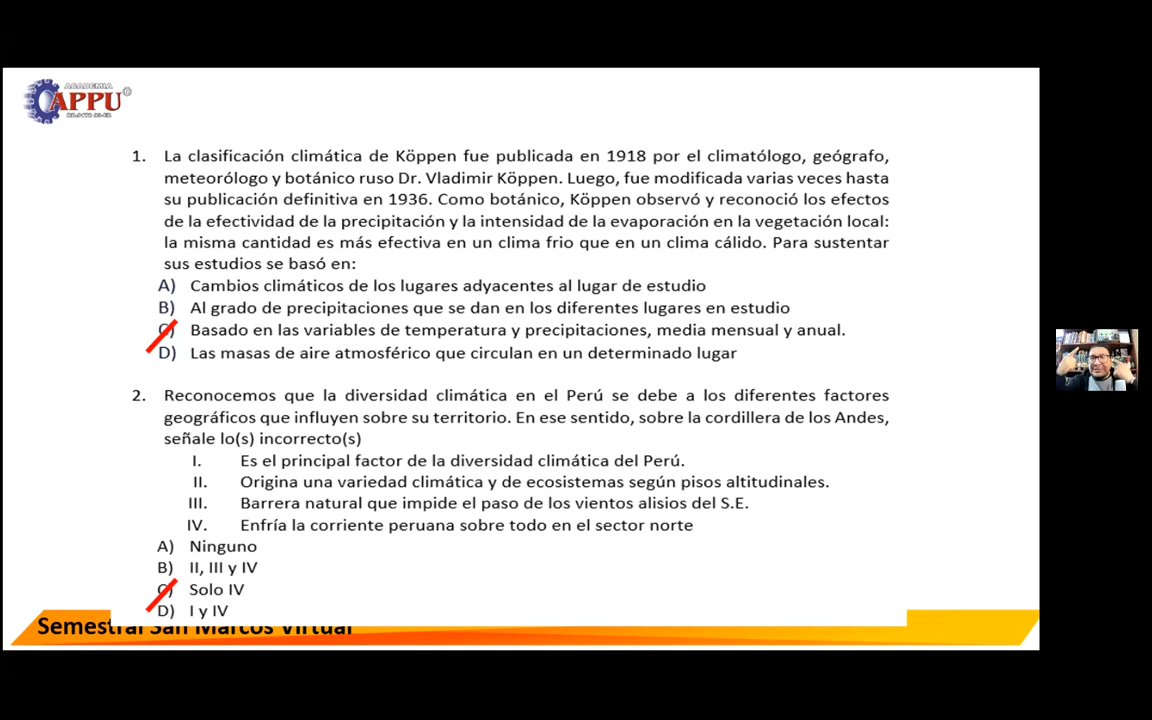 ACADEMIA
APPU
1. La clasificación climática de Köppen fue publicada en 1918 por el climatólogo, geógrafo,
meteorólogo y botánico ruso Dr. Vladimir Köppen. Luego, fue modificada varias veces hasta
su publicación definitiva en 1936. Como botánico, Köppen observó y reconoció los efectos
de la efectividad de la precipitación y la intensidad de la evaporación en la vegetación local:
la misma cantidad es más efectiva en un clima frio que en un clima cálido. Para sustentar
sus estudios se basó en:
A) Cambios climáticos de los lugares adyacentes al lugar de estudio
B) Al grado de precipitaciones que se dan en los diferentes lugares en estudio
C) Basado en las variables de temperatura y precipitaciones, media mensual y anual.
D) Las masas de aire atmosférico que circulan en un determinado lugar
2. Reconocemos que la diversidad climática en el Perú se debe a los diferentes factores
geográficos que influyen sobre su territorio. En ese sentido, sobre la cordillera de los Andes,
señale lo(s) incorrecto(s)
I. Es el principal factor de la diversidad climática del Perú.
II. Origina una variedad climática y de ecosistemas según pisos altitudinales.
III. Barrera natural que impide el paso de los vientos alisios del S.E.
IV. Enfría la corriente peruana sobre todo en el sector norte
A) Ninguno
B) II, III y IV
C) Solo IV
D) I y IV
Semestral San Marcos Virtual